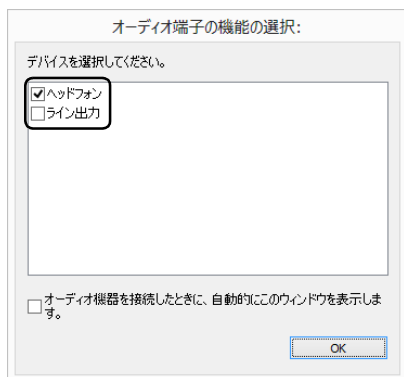 オーディオ端子の機能の選択:
デバイスを選択してください。
ヘッドフォン
ライン出力
オーディオ機器を接続したときに、自動的にこのウィンドウを表示しま
す。
OK